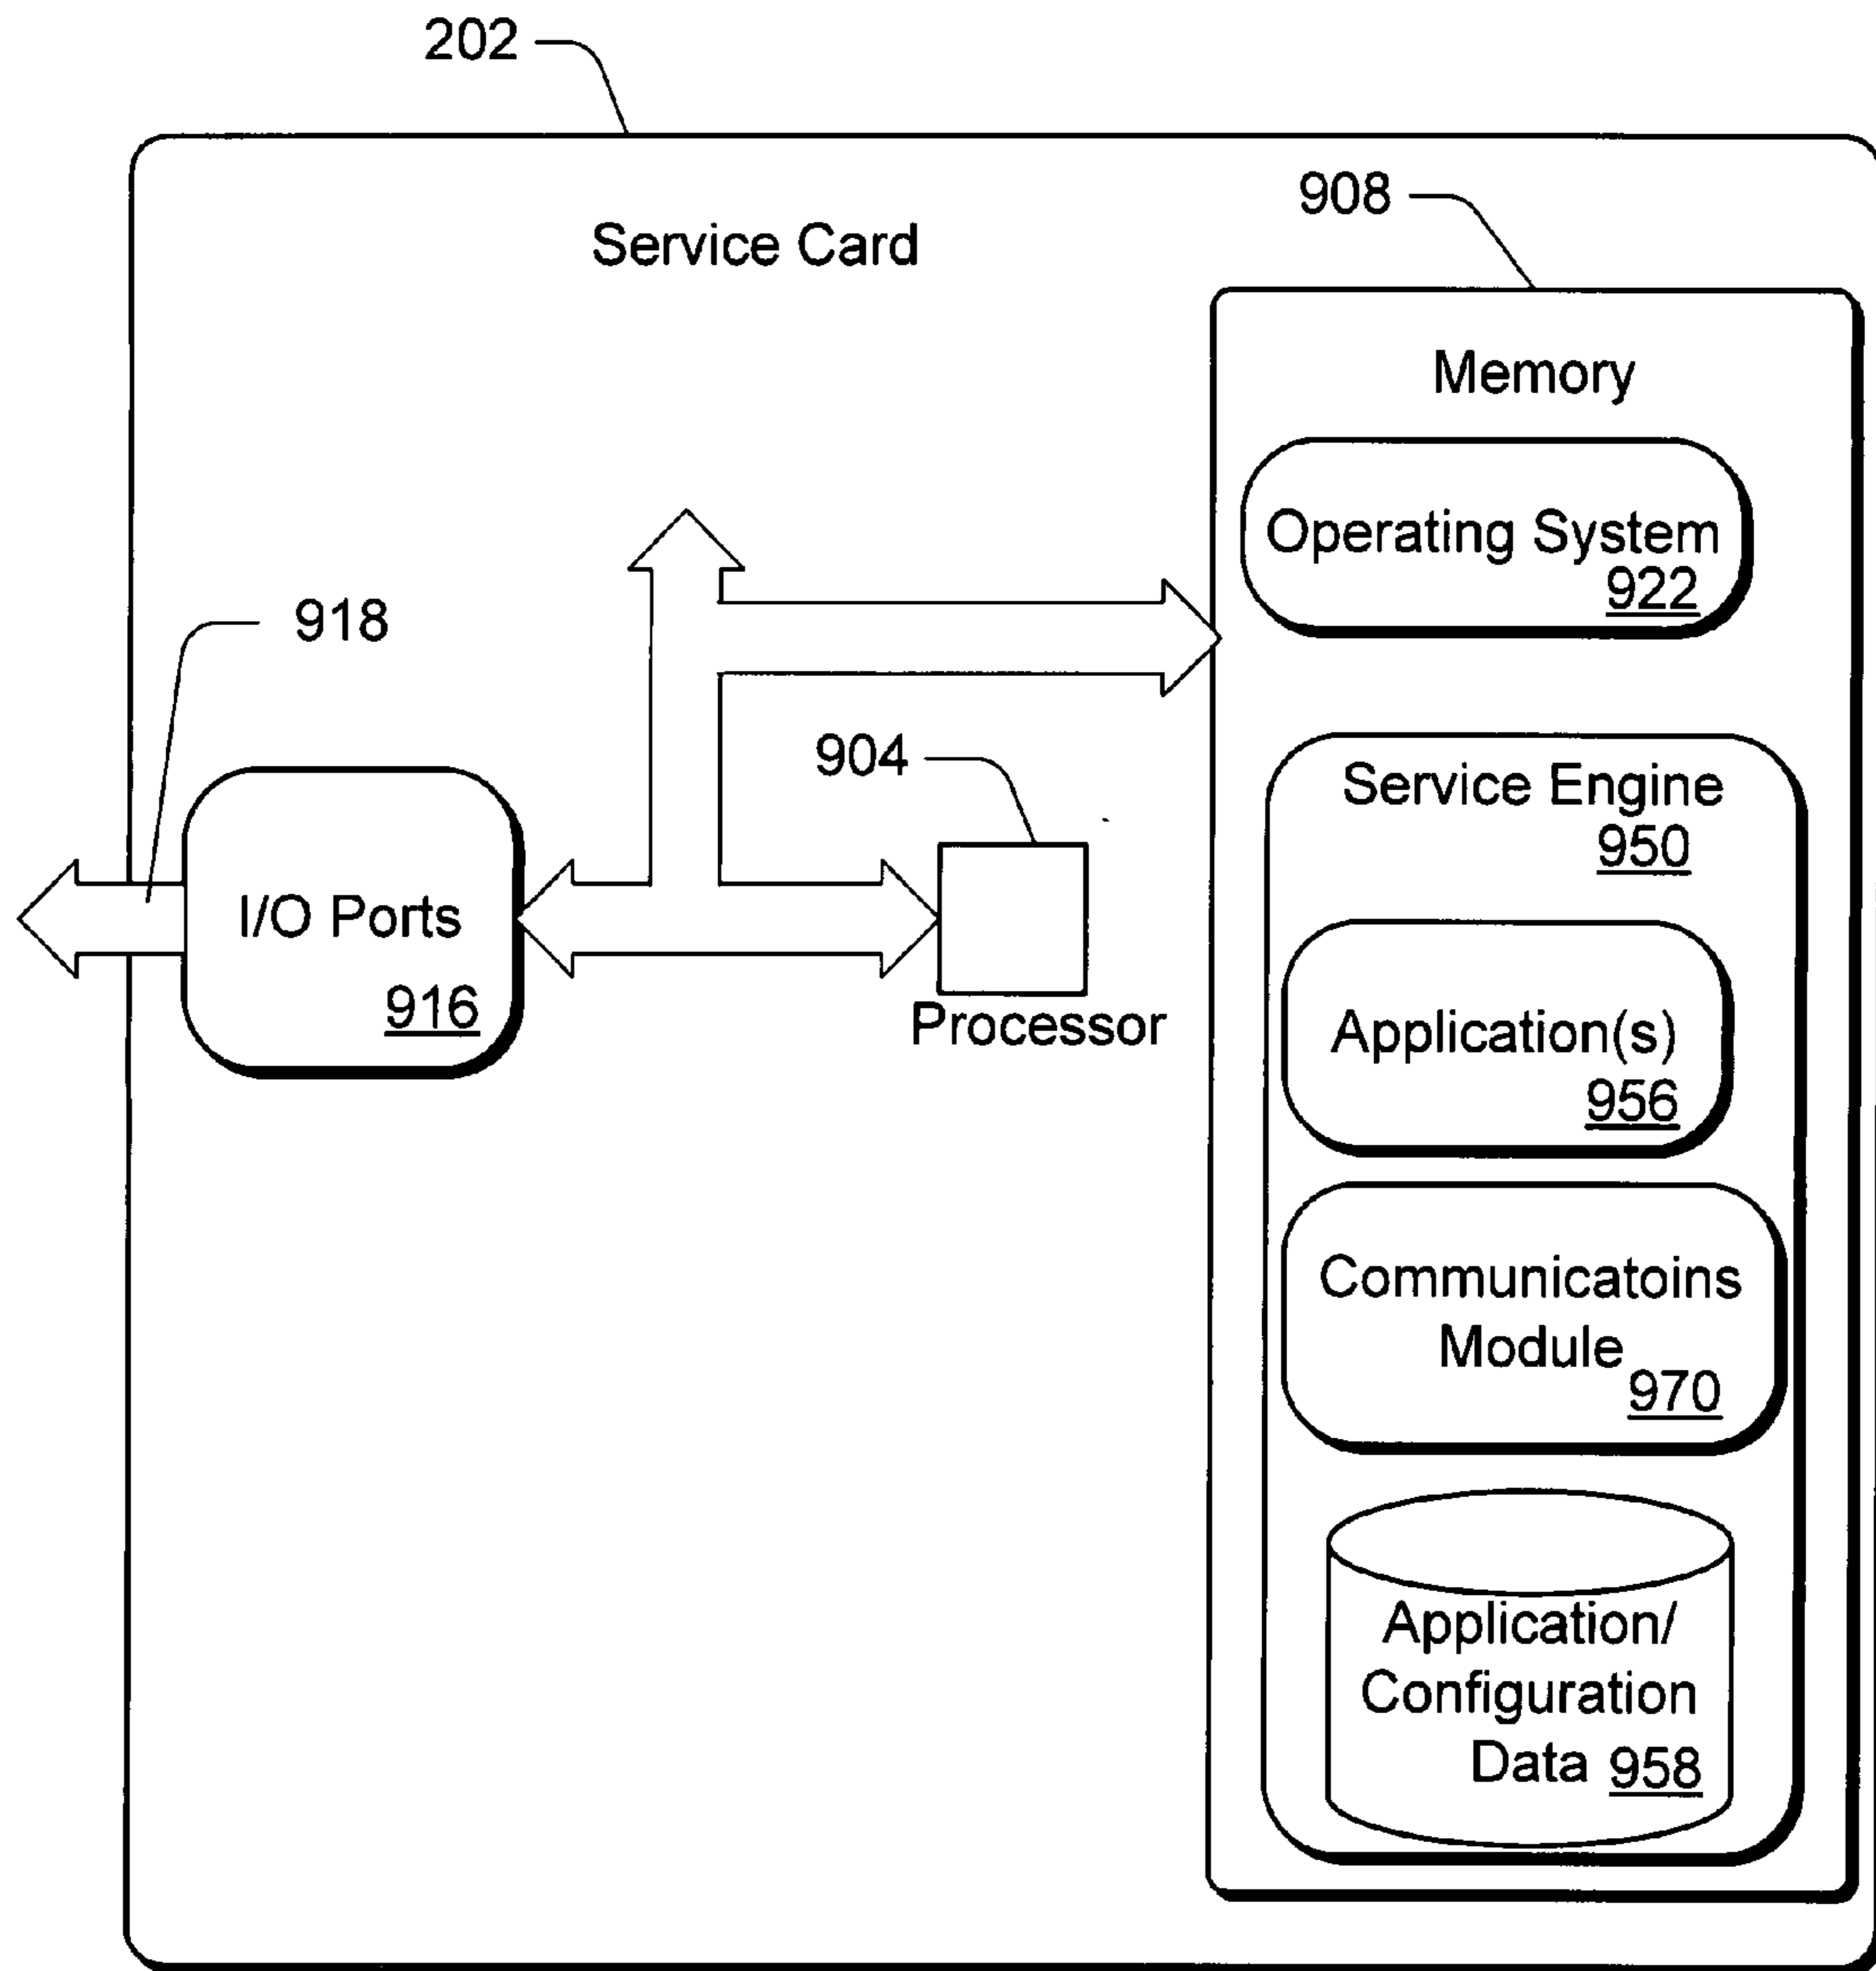 202
Service Card
908
Memory
Operating System
922
918
904
Service Engine
950
I/O Ports
916
Processor
Application(s)
956
Communicatoins
Module
970
Application/
Configuration
Data 958